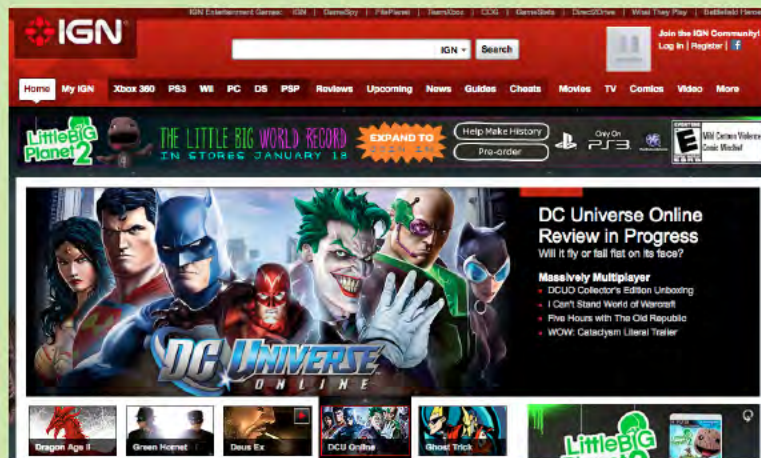 IGN Entertainment Games: IGN | GameSpy | FilePlanet | TeamXbox | CCG | GameStats | Direct2Drive | What They Play | Battlefield Heroes
IGN
Join the IGN Community!
IGN Search
Log In | Register |
Home My IGN Xbox 360 PS3 Wii PC DS PSP Reviews Upcoming News Guides Cheats Movies TV Comics Video More
LittleBIG Planet 2
THE LITTLE BIG WORLD RECORD
IN STORES JANUARY 18
EXPAND TO
Help Make History
Pre-order
Only On
PS3
E
Mild Cartoon Violence
Comic Mischief
DC Universe Online
Review in Progress
Will it fly or fall flat on its face?
Massively Multiplayer
DCUO Collector's Edition Unboxing
I Can't Stand World of Warcraft
Five Hours with The Old Republic
WOW: Cataclysm Literal Trailer
DC UNIVERSE
ONLINE
Dragon Age II
Green Hornet
Deus Ex
DCU Online
Ghost Trick
LittleBIG